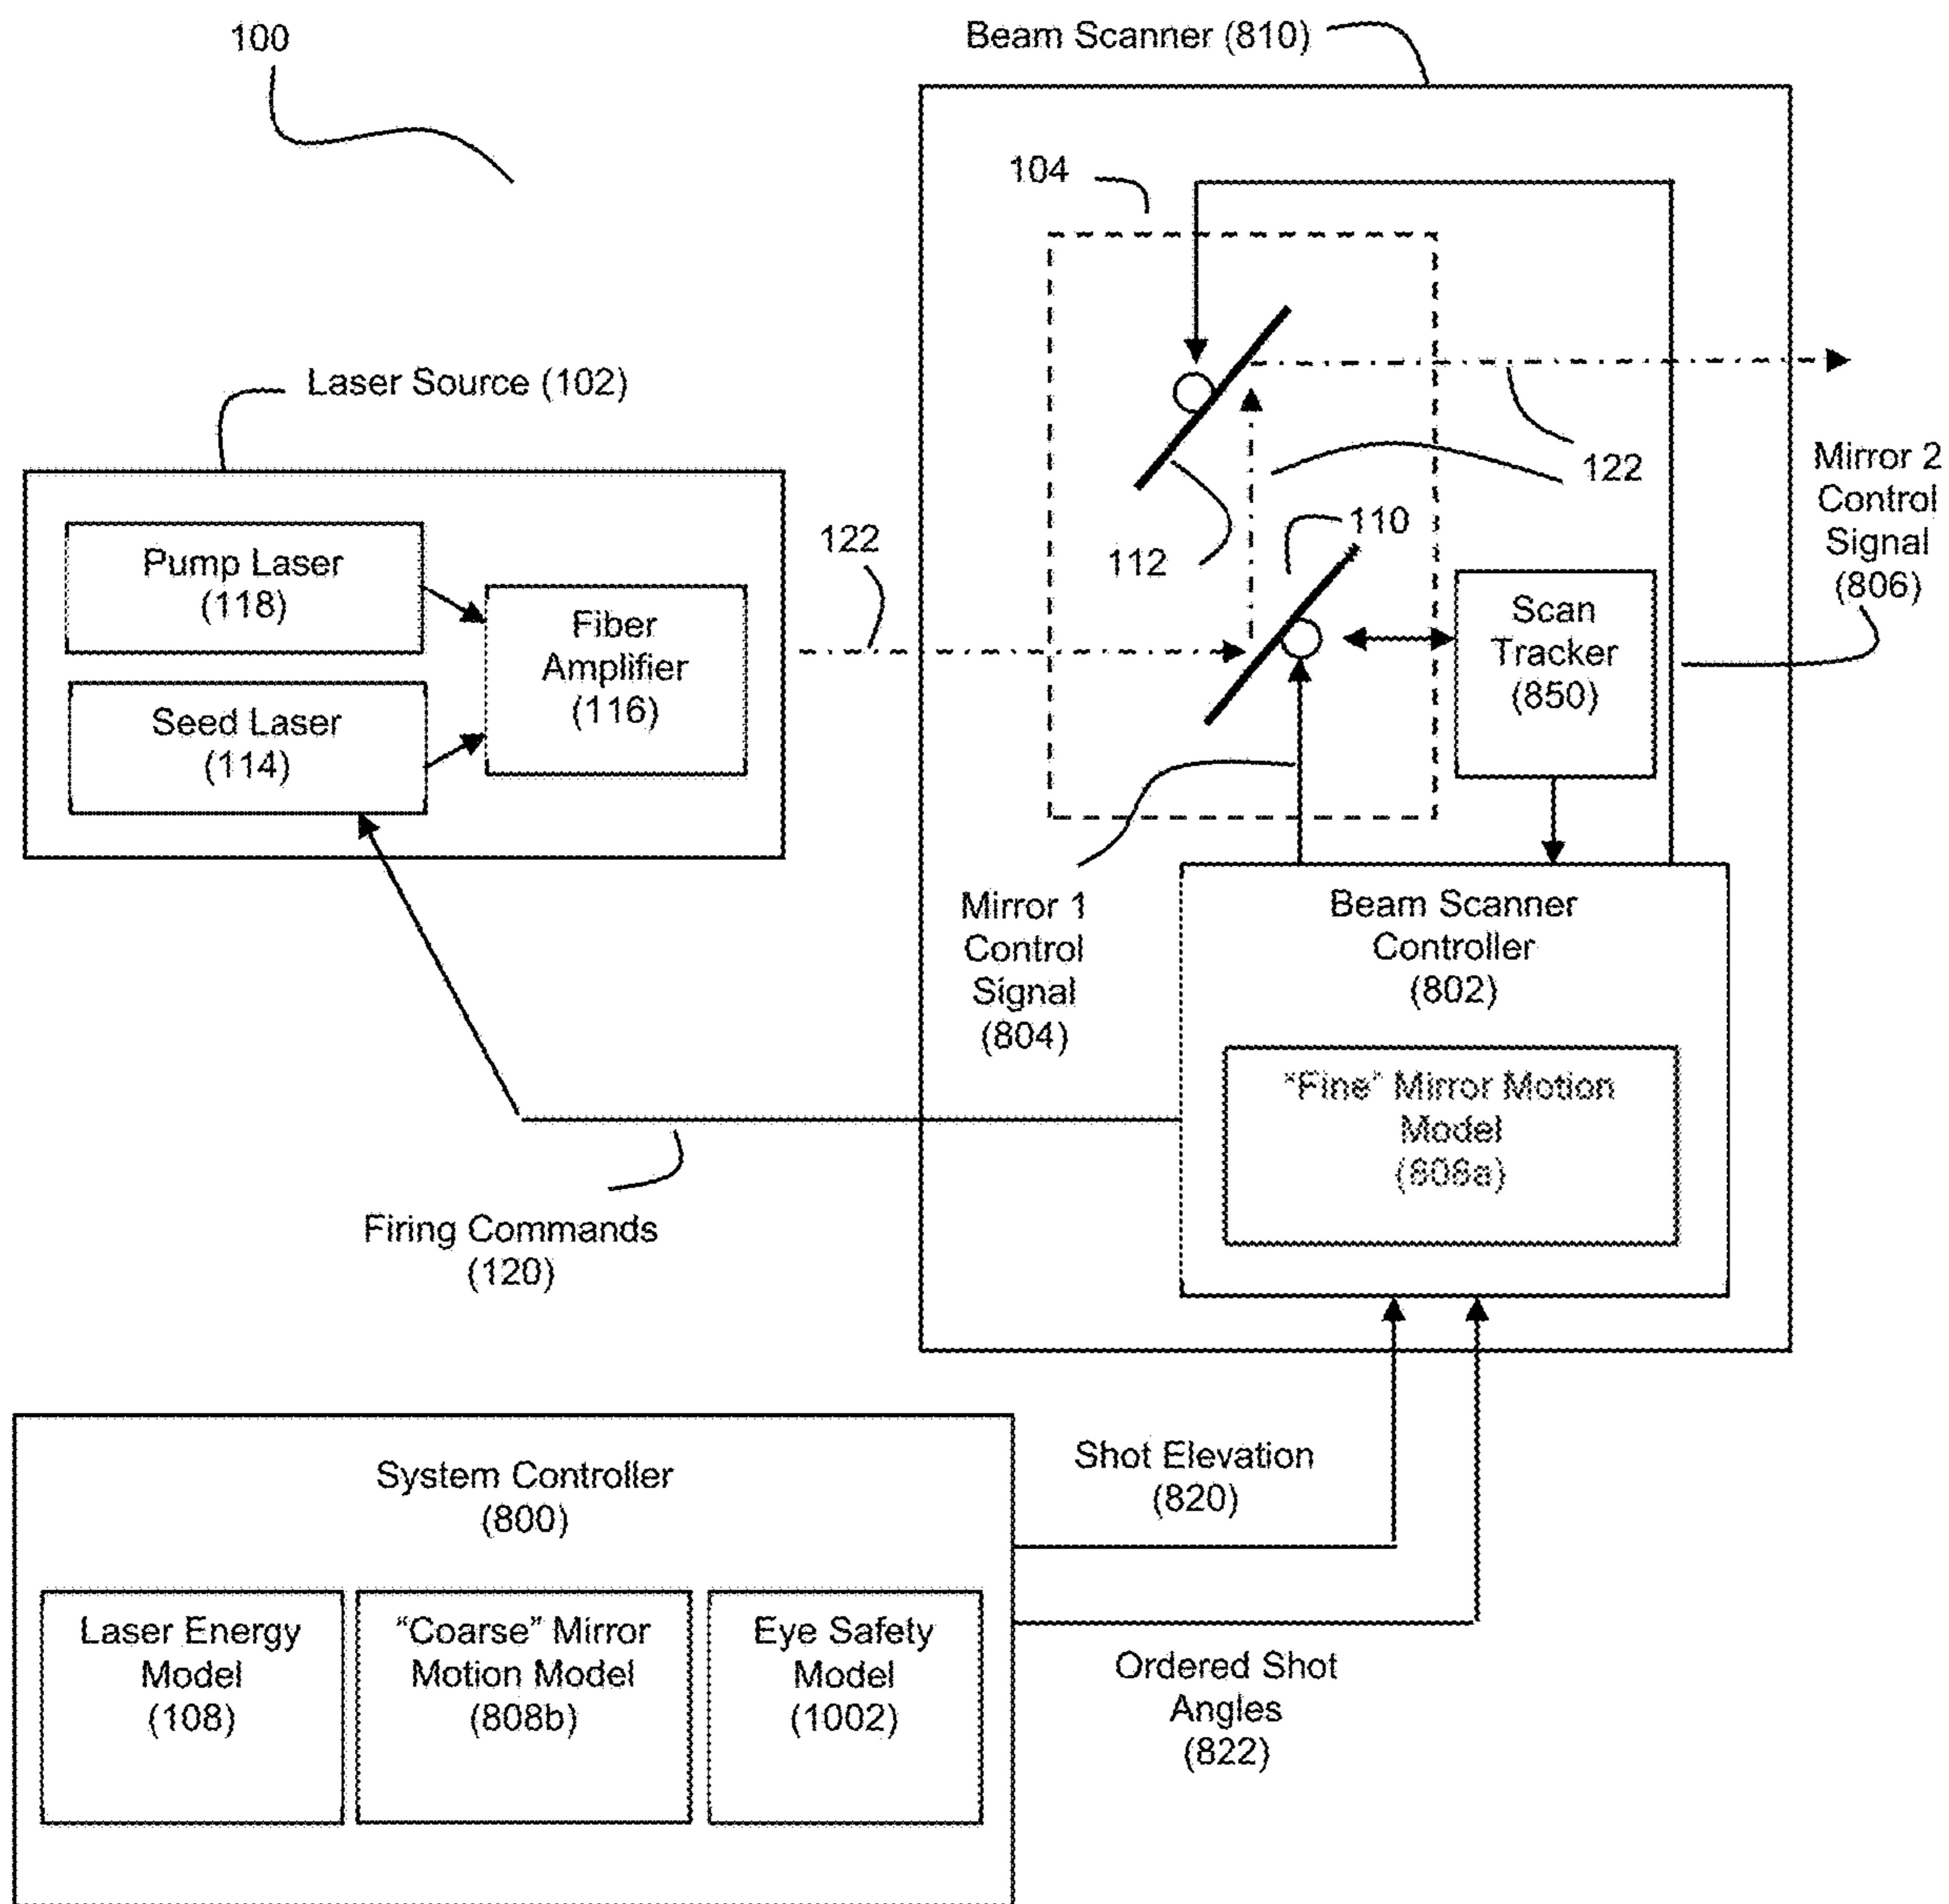 100
Beam Scanner (810)
104
Laser Source (102)
Pump Laser
(118)
Seed Laser
(114)
Fiber
Amplifier
(116)
122
112
110
122
Mirror 2
Control
Signal
(806)
Scan
Tracker
(850)
Mirror 1
Control
Signal
(804)
Beam Scanner
Controller
(802)
“Fine” Mirror Motion
Model
(808a)
Firing Commands
(120)
System Controller
(800)
Laser Energy
Model
(108)
“Coarse” Mirror
Motion Model
(808b)
Eye Safety
Model
(1002)
Shot Elevation
(820)
Ordered Shot
Angles
(822)